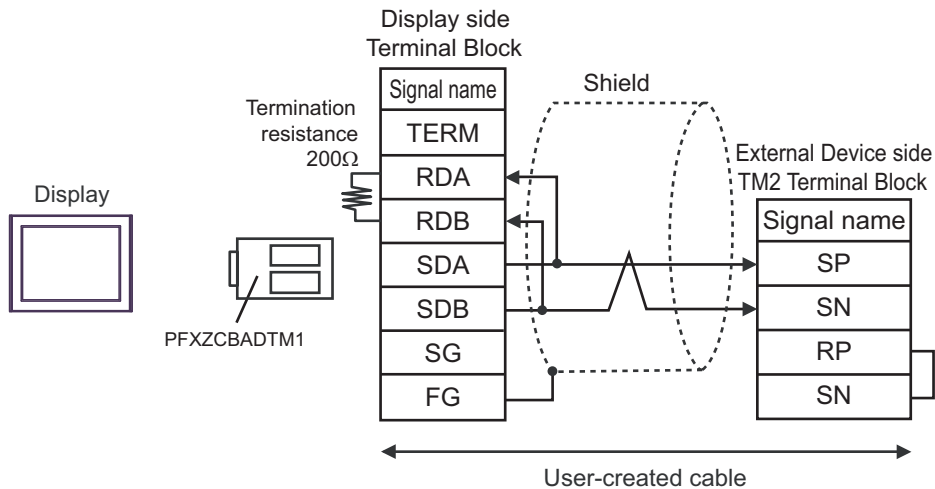 Display side
Terminal Block
Signal name
TERM
RDA
RDB
SDA
SDB
SG
FG
Termination
resistance
200Ω
Shield
Display
PFXZCBADTM1
External Device side
TM2 Terminal Block
Signal name
SP
SN
RP
SN
User-created cable